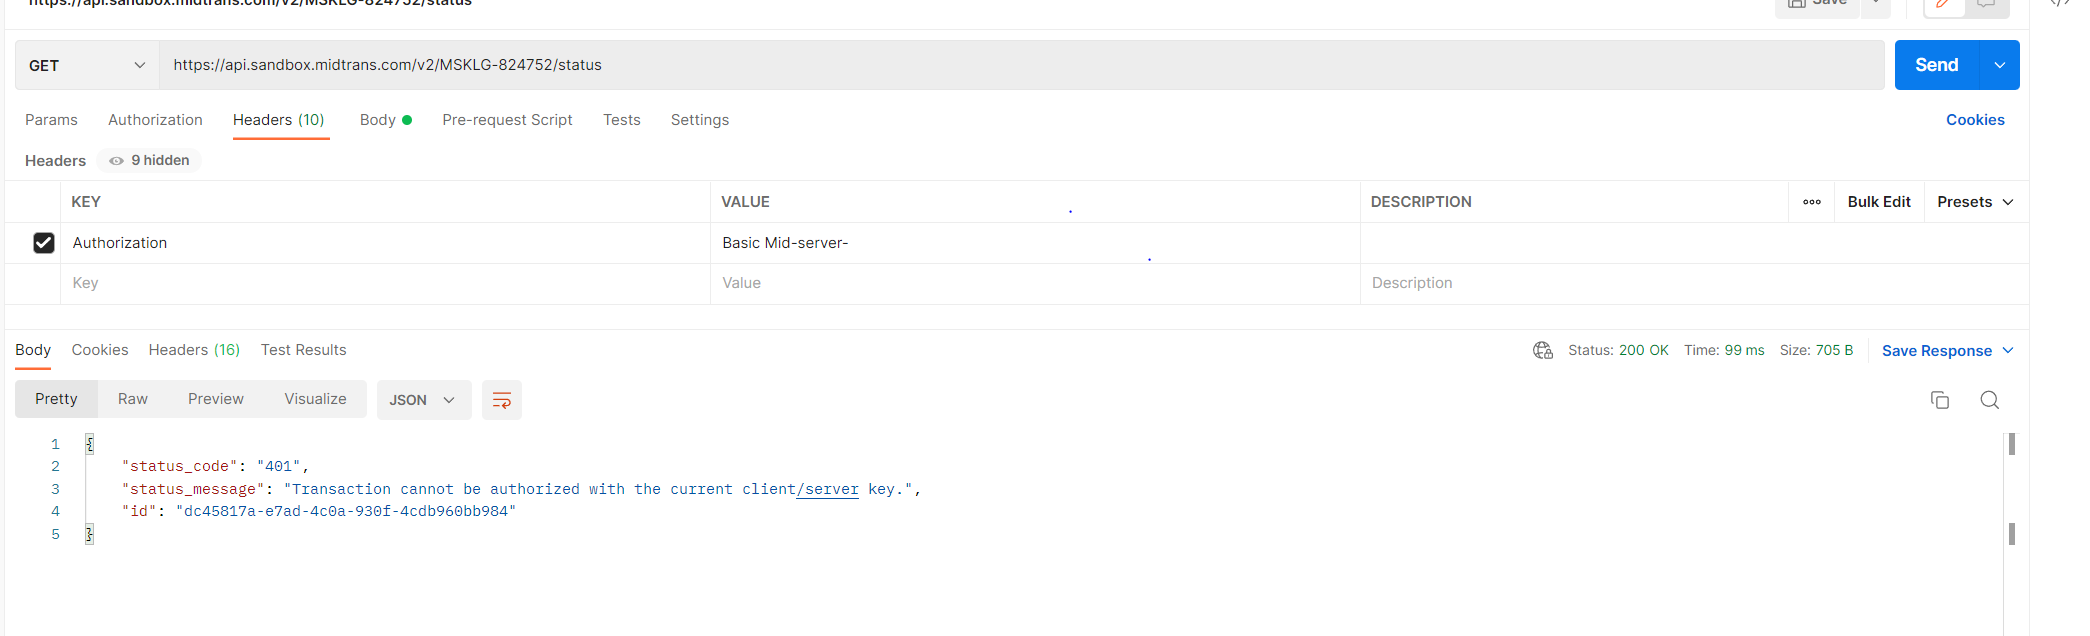 https://api.sandbox.midtrans.com/v2/MSKLG-824752/status
Save
GET
https://api.sandbox.midtrans.com/v2/MSKLG-824752/status
Send
Params Authorization Headers (10) Body Pre-request Script Tests Settings Cookies
Headers 9 hidden
KEY VALUE DESCRIPTION ooo Bulk Edit Presets
Authorization Basic Mid-server-
Key Value Description
Body Cookies Headers (16) Test Results Status: 200 OK Time: 99 ms Size: 705 B Save Response
Pretty Raw Preview Visualize JSON
1 {
2 "status_code": "401",
3 "status_message": "Transaction cannot be authorized with the current client/server key.",
4 "id": "dc45817a-e7ad-4c0a-930f-4cdb960bb984"
5 }